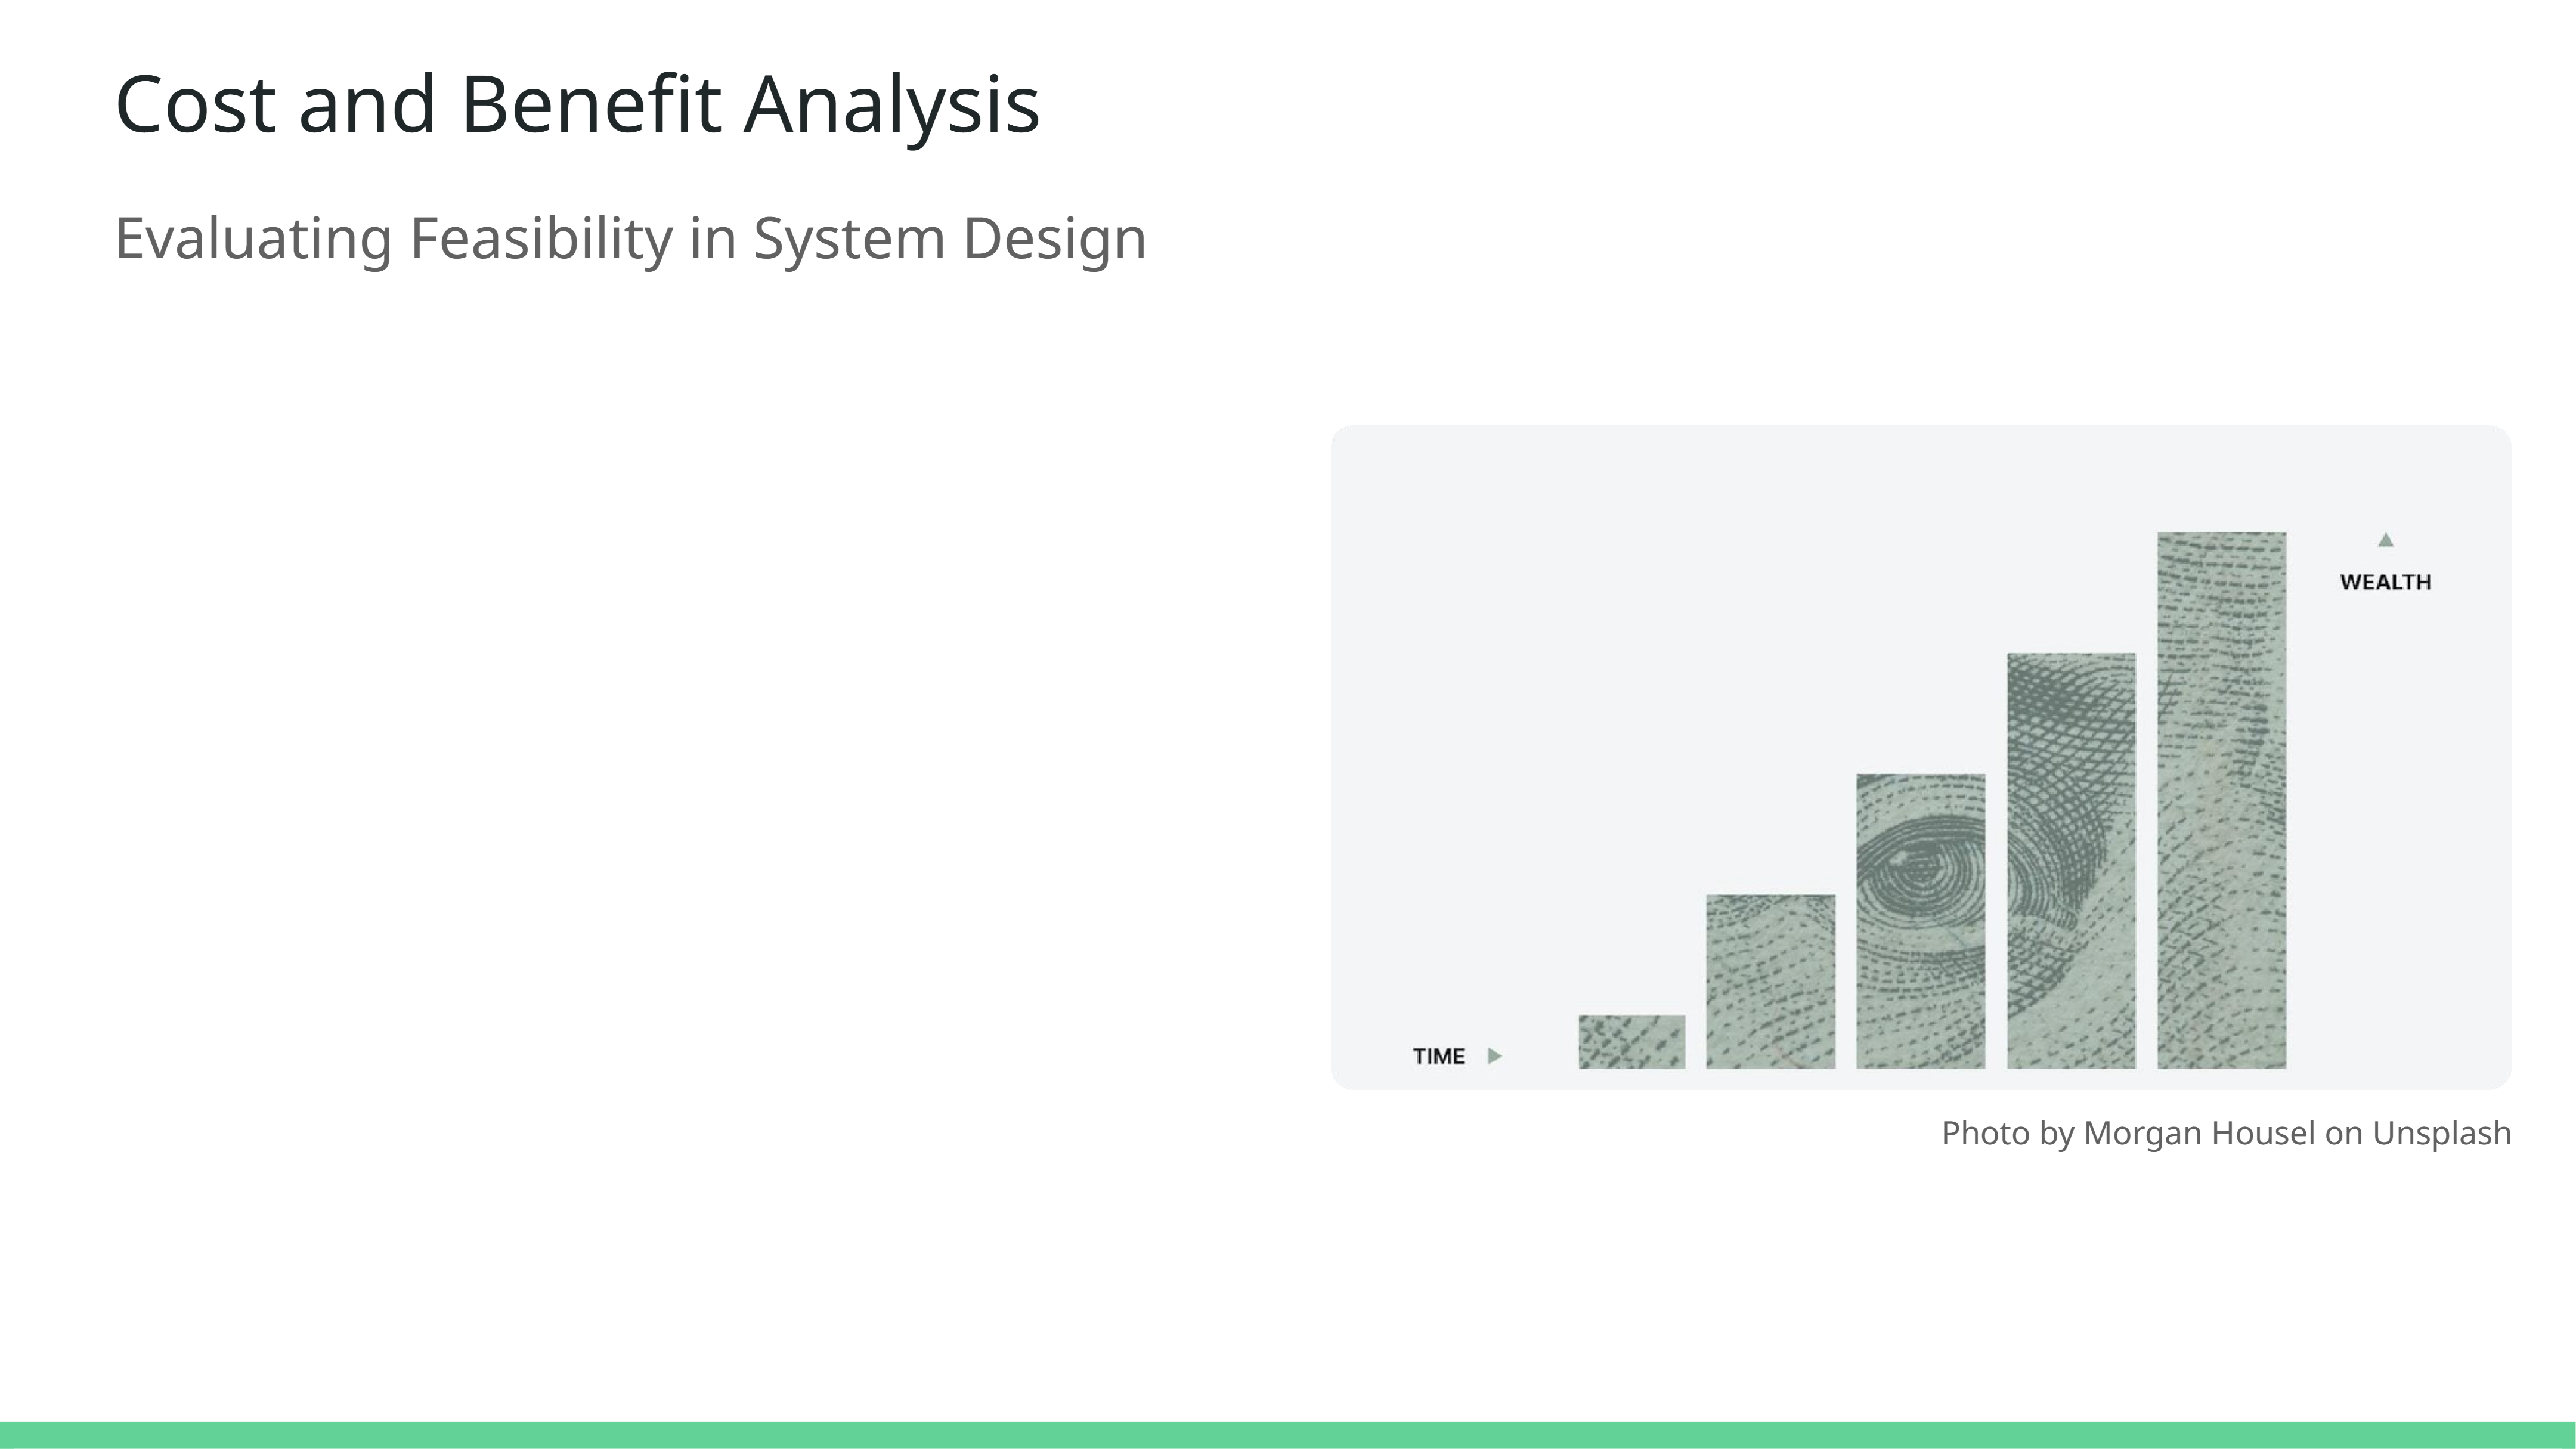 Cost and Benefit Analysis
Evaluating Feasibility in System Design
WEALTH
TIME
Photo by Morgan Housel on Unsplash